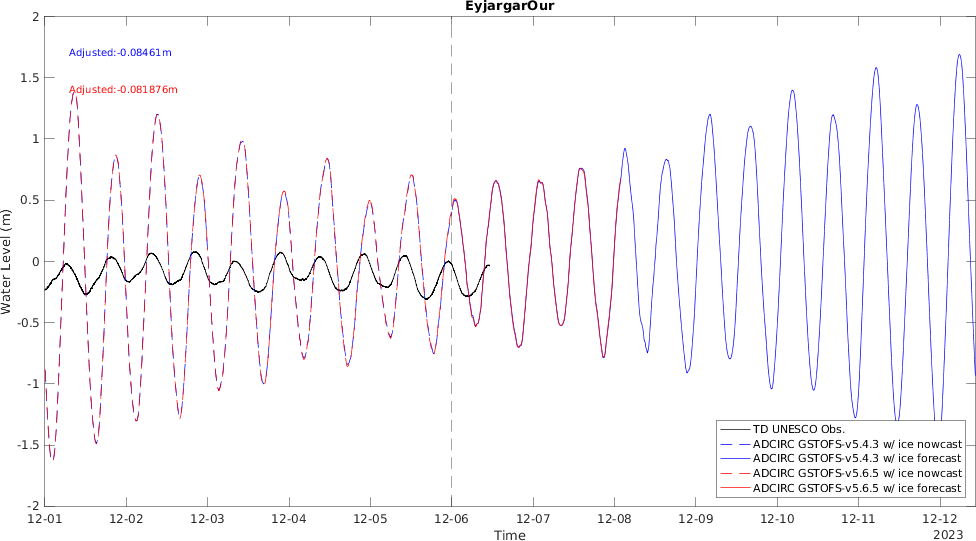 EyjargarOur
Adjusted:-0.08461m
Adjusted:-0.081876m
Water Level (m)
2
1.5
1
0.5
0
-0.5
-1
-1.5
-2
TD UNESCO Obs.
ADCIRC GSTOFS-v5.4.3 w/ ice nowcast
ADCIRC GSTOFS-v5.4.3 w/ ice forecast
ADCIRC GSTOFS-v5.6.5 w/ ice nowcast
ADCIRC GSTOFS-v5.6.5 w/ ice forecast
12-01 12-02 12-03 12-04 12-05 12-06 12-07 12-08 12-09 12-10 12-11 12-12
2023
Time